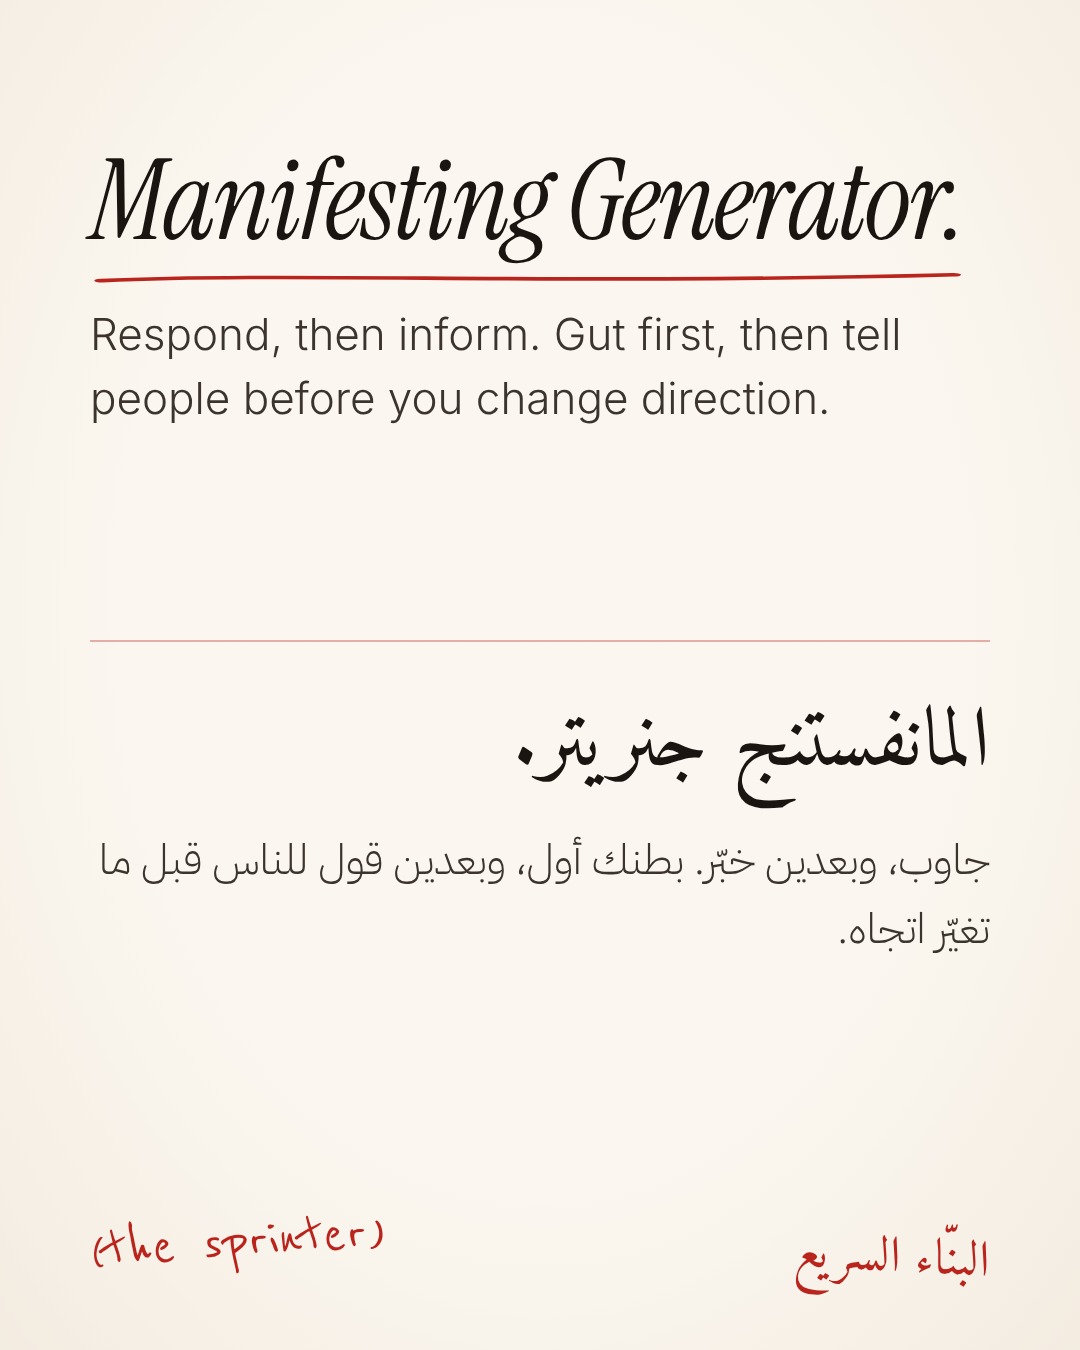 Manifesting Generator.
Respond, then inform. Gut first, then tell
people before you change direction.
المانفستنج جنريتر.
جاوب، وبعدين خبّر. بطنك أول، وبعدين قول للناس قبل ما
تغيّر اتجاه.
(the sprinter)
البنّاء السريع